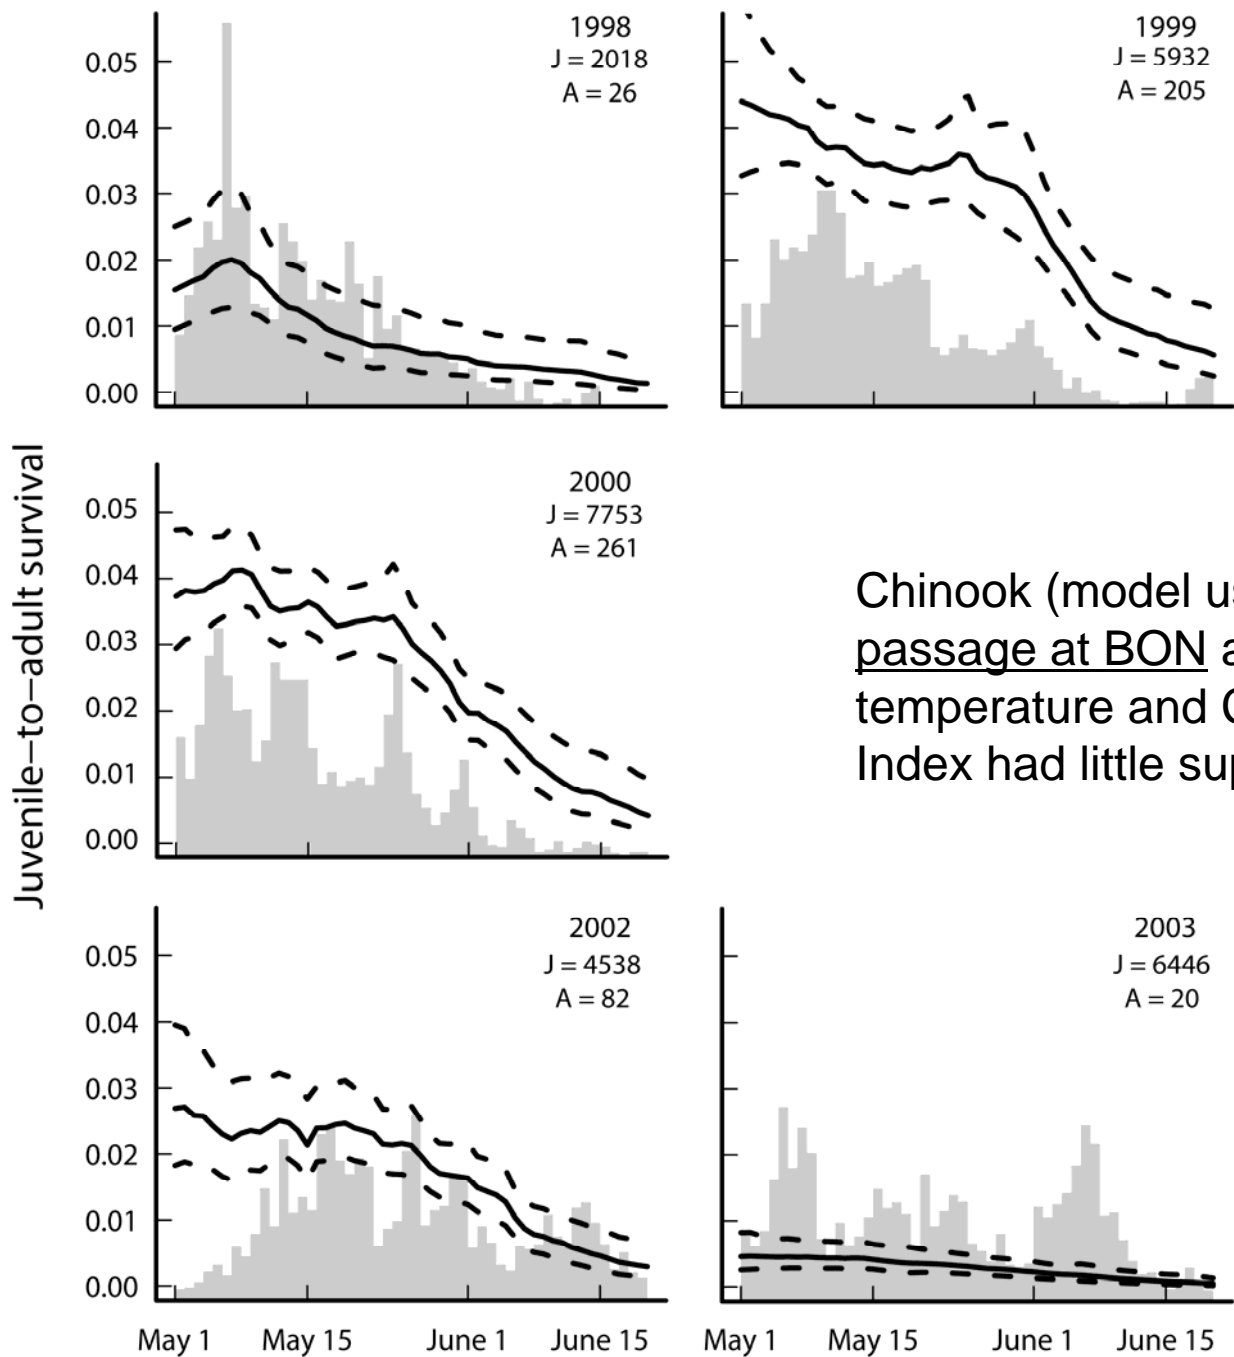 Juvenile–to–adult survival
1998
J = 2018
A = 26
0.05
0.04
0.03
0.02
0.01
0.00
1999
J = 5932
A = 205
2000
J = 7753
A = 261
0.05
0.04
0.03
0.02
0.01
0.00
Chinook (model us
passage at BON a
temperature and
Index had little su
2002
J = 4538
A = 82
0.05
0.04
0.03
0.02
0.01
0.00
May 1 May 15 June 1 June 15
2003
J = 6446
A = 20
May 1 May 15 June 1 June 15